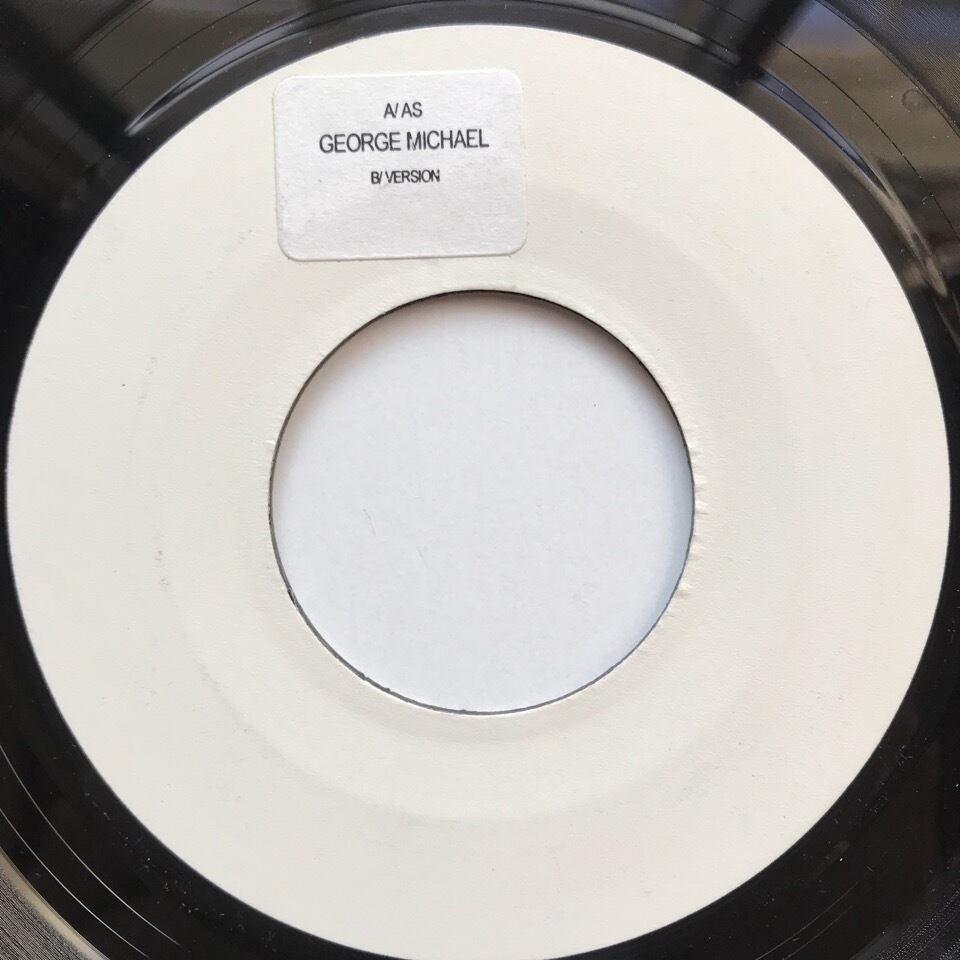 A/ AS
GEORGE MICHAEL
B/ VERSION